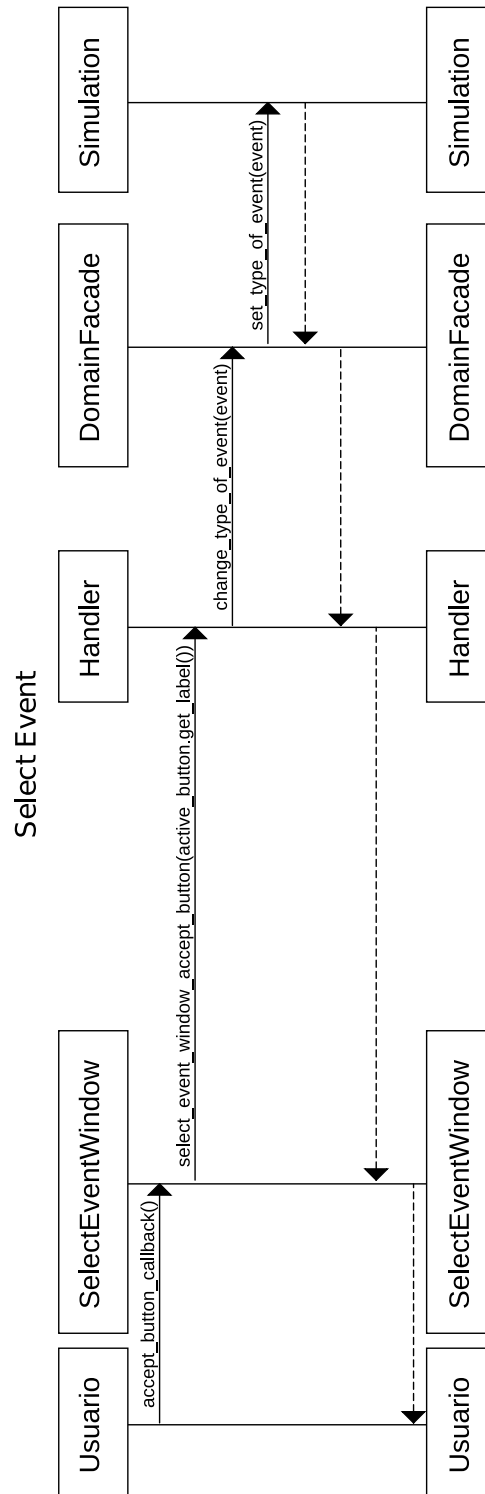 Select Event
Usuario
SelectEventWindow
Handler
DomainFacade
Simulation
accept_button_callback()
select_event_window_accept_button(active_button.get_label())
change_type_of_event(event)
set_type_of_event(event)
Usuario
SelectEventWindow
Handler
DomainFacade
Simulation